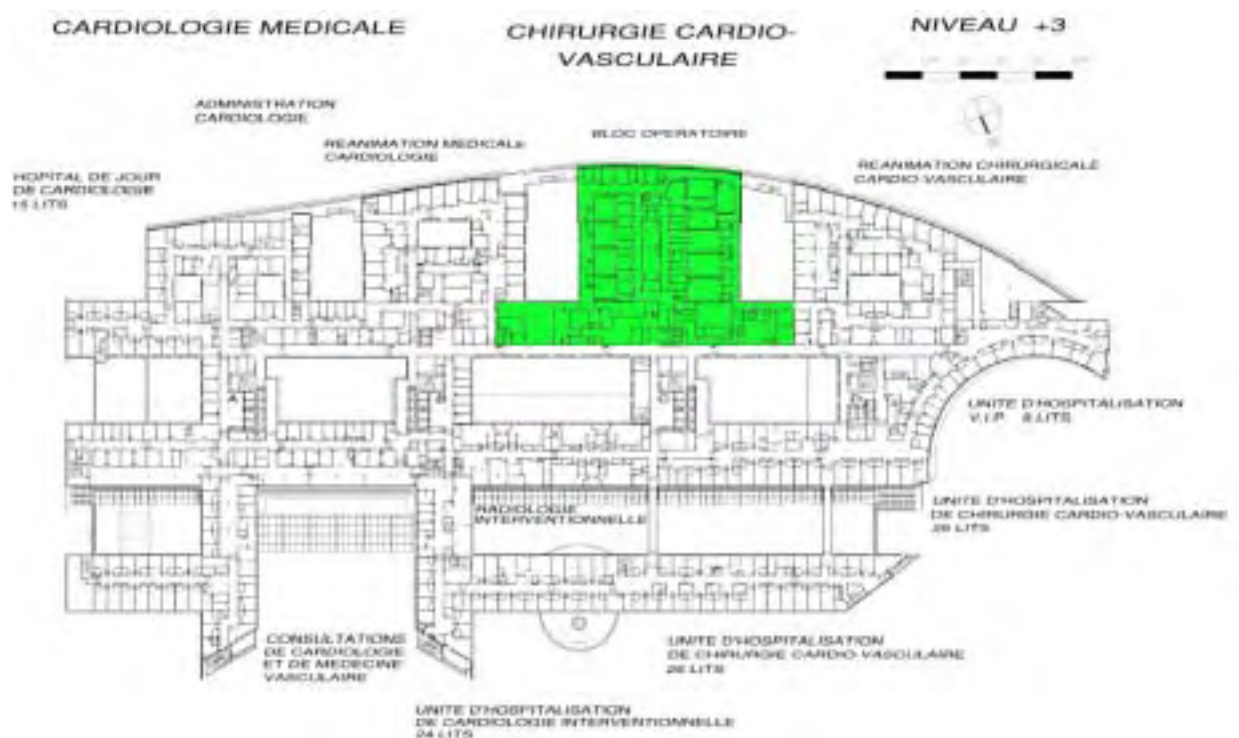 CARDIOLOGIE MEDICALE
CHIRURGIE CARDIO-
VASCULAIRE
NIVEAU +3
ADMINISTRATION
CARDIOLOGIE
REANIMATION MEDICALE
CARDIOLOGIE
BLOC OPERATOIRE
REANIMATION CHIRURGICALE
CARDIO-VASCULAIRE
HOPITAL DE JOUR
DE CARDIOLOGIE
15 LITS
UNITE D'HOSPITALISATION
V.I.P 8 LITS
RADIOLOGIE
INTERVENTIONNELLE
UNITE D'HOSPITALISATION
DE CHIRURGIE CARDIO-VASCULAIRE
LITS
CONSULTATIONS
DE CARDIOLOGIE
ET DE MEDECINE
VASCULAIRE
UNITE D'HOSPITALISATION
DE CHIRURGIE CARDIO-VASCULAIRE
LITS
UNITE D'HOSPITALISATION
DE CARDIOLOGIE INTERVENTIONNELLE
24 LITS